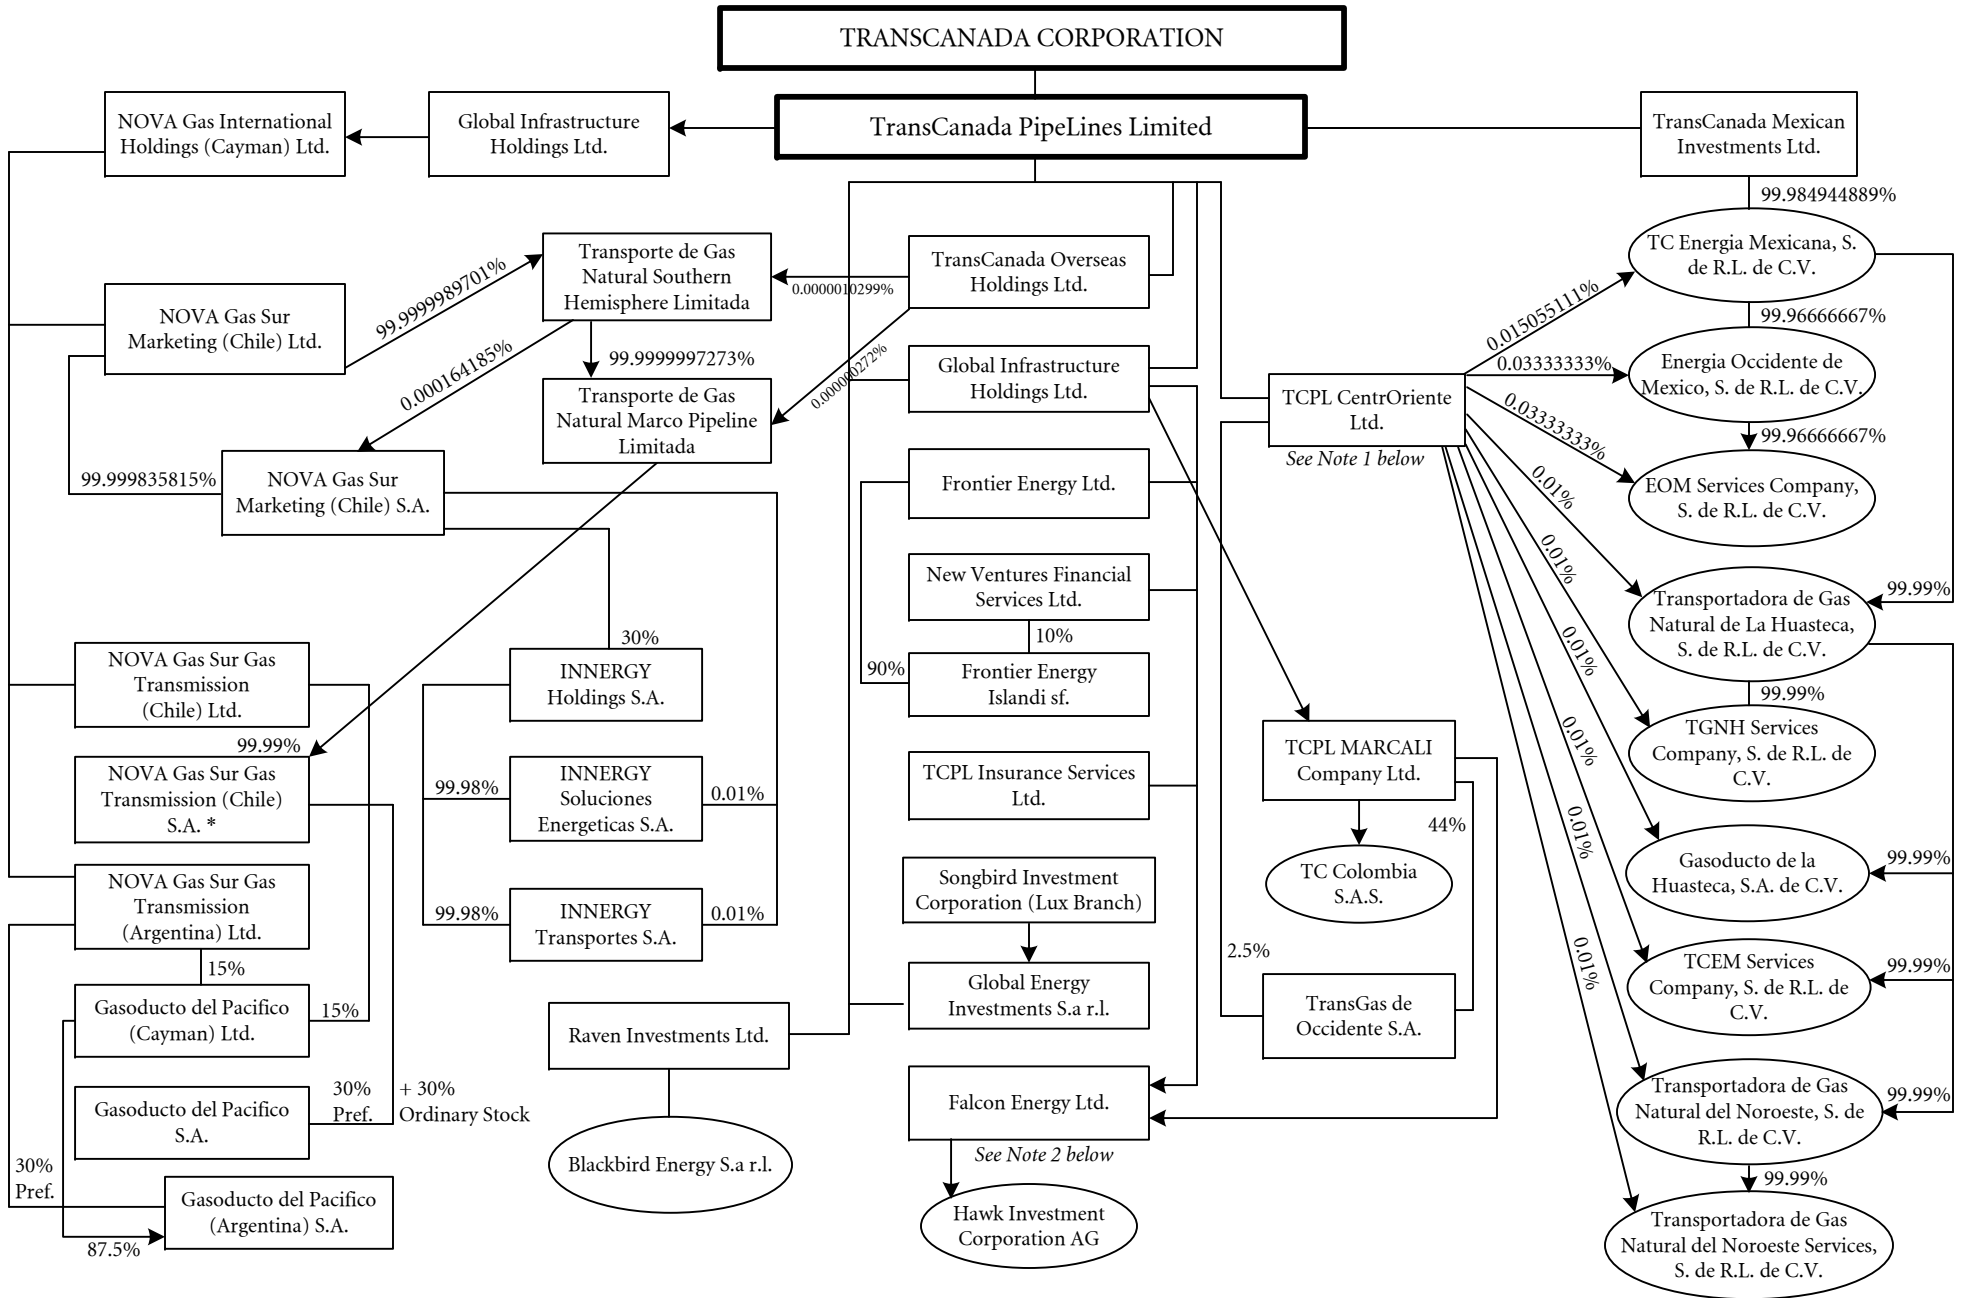 TRANSCANADA CORPORATION
TransCanada PipeLines Limited
NOVA Gas International
Holdings (Cayman) Ltd.
Global Infrastructure
Holdings Ltd.
TransCanada Mexican
Investments Ltd.
99.984944889%
Transporte de Gas
Natural Southern
Hemisphere Limitada
0.0000010299%
TransCanada Overseas
Holdings Ltd.
TC Energia Mexicana, S.
de R.L. de C.V.
99.9999989701%
NOVA Gas Sur
Marketing (Chile) Ltd.
0.015055111%
99.96666667%
0.000164185%
99.9999997273%
0.000000272%
Global Infrastructure
Holdings Ltd.
0.03333333%
Energia Occidente de
Mexico, S. de R.L. de C.V.
Transporte de Gas
Natural Marco Pipeline
Limitada
TCPL CentrOriente
Ltd.
See Note 1 below
0.03333333%
99.96666667%
99.999835815%
NOVA Gas Sur
Marketing (Chile) S.A.
Frontier Energy Ltd.
0.01%
EOM Services Company,
S. de R.L. de C.V.
New Ventures Financial
Services Ltd.
0.01%
99.99%
Transportadora de Gas
Natural de La Huasteca,
S. de R.L. de C.V.
10%
90%
Frontier Energy
Islandi sf.
0.01%
99.99%
NOVA Gas Sur Gas
Transmission
(Chile) Ltd.
30%
INNERGY
Holdings S.A.
TGNH Services
Company, S. de R.L. de
C.V.
99.99%
NOVA Gas Sur Gas
Transmission (Chile)
S.A. *
99.98%
INNERGY
Soluciones
Energeticas S.A.
0.01%
TCPL Insurance Services
Ltd.
TCPL MARCALI
Company Ltd.
44%
0.01%
0.01%
TC Colombia
S.A.S.
Gasoducto de la
Huasteca, S.A. de C.V.
99.99%
NOVA Gas Sur Gas
Transmission
(Argentina) Ltd.
99.98%
INNERGY
Transportes S.A.
0.01%
Songbird Investment
Corporation (Lux Branch)
2.5%
0.01%
TCEM Services
Company, S. de R.L. de
C.V.
99.99%
15%
Gasoducto del Pacifico
(Cayman) Ltd.
15%
Raven Investments Ltd.
Global Energy
Investments S.a r.l.
TransGas de
Occidente S.A.
Gasoducto del Pacifico
S.A.
30%
Pref.
+ 30%
Ordinary Stock
Falcon Energy Ltd.
See Note 2 below
Transportadora de Gas
Natural del Noroeste, S. de
R.L. de C.V.
99.99%
30%
Pref.
Blackbird Energy S.a r.l.
99.99%
Gasoducto del Pacifico
(Argentina) S.A.
87.5%
Hawk Investment
Corporation AG
Transportadora de Gas
Natural del Noroeste Services,
S. de R.L. de C.V.